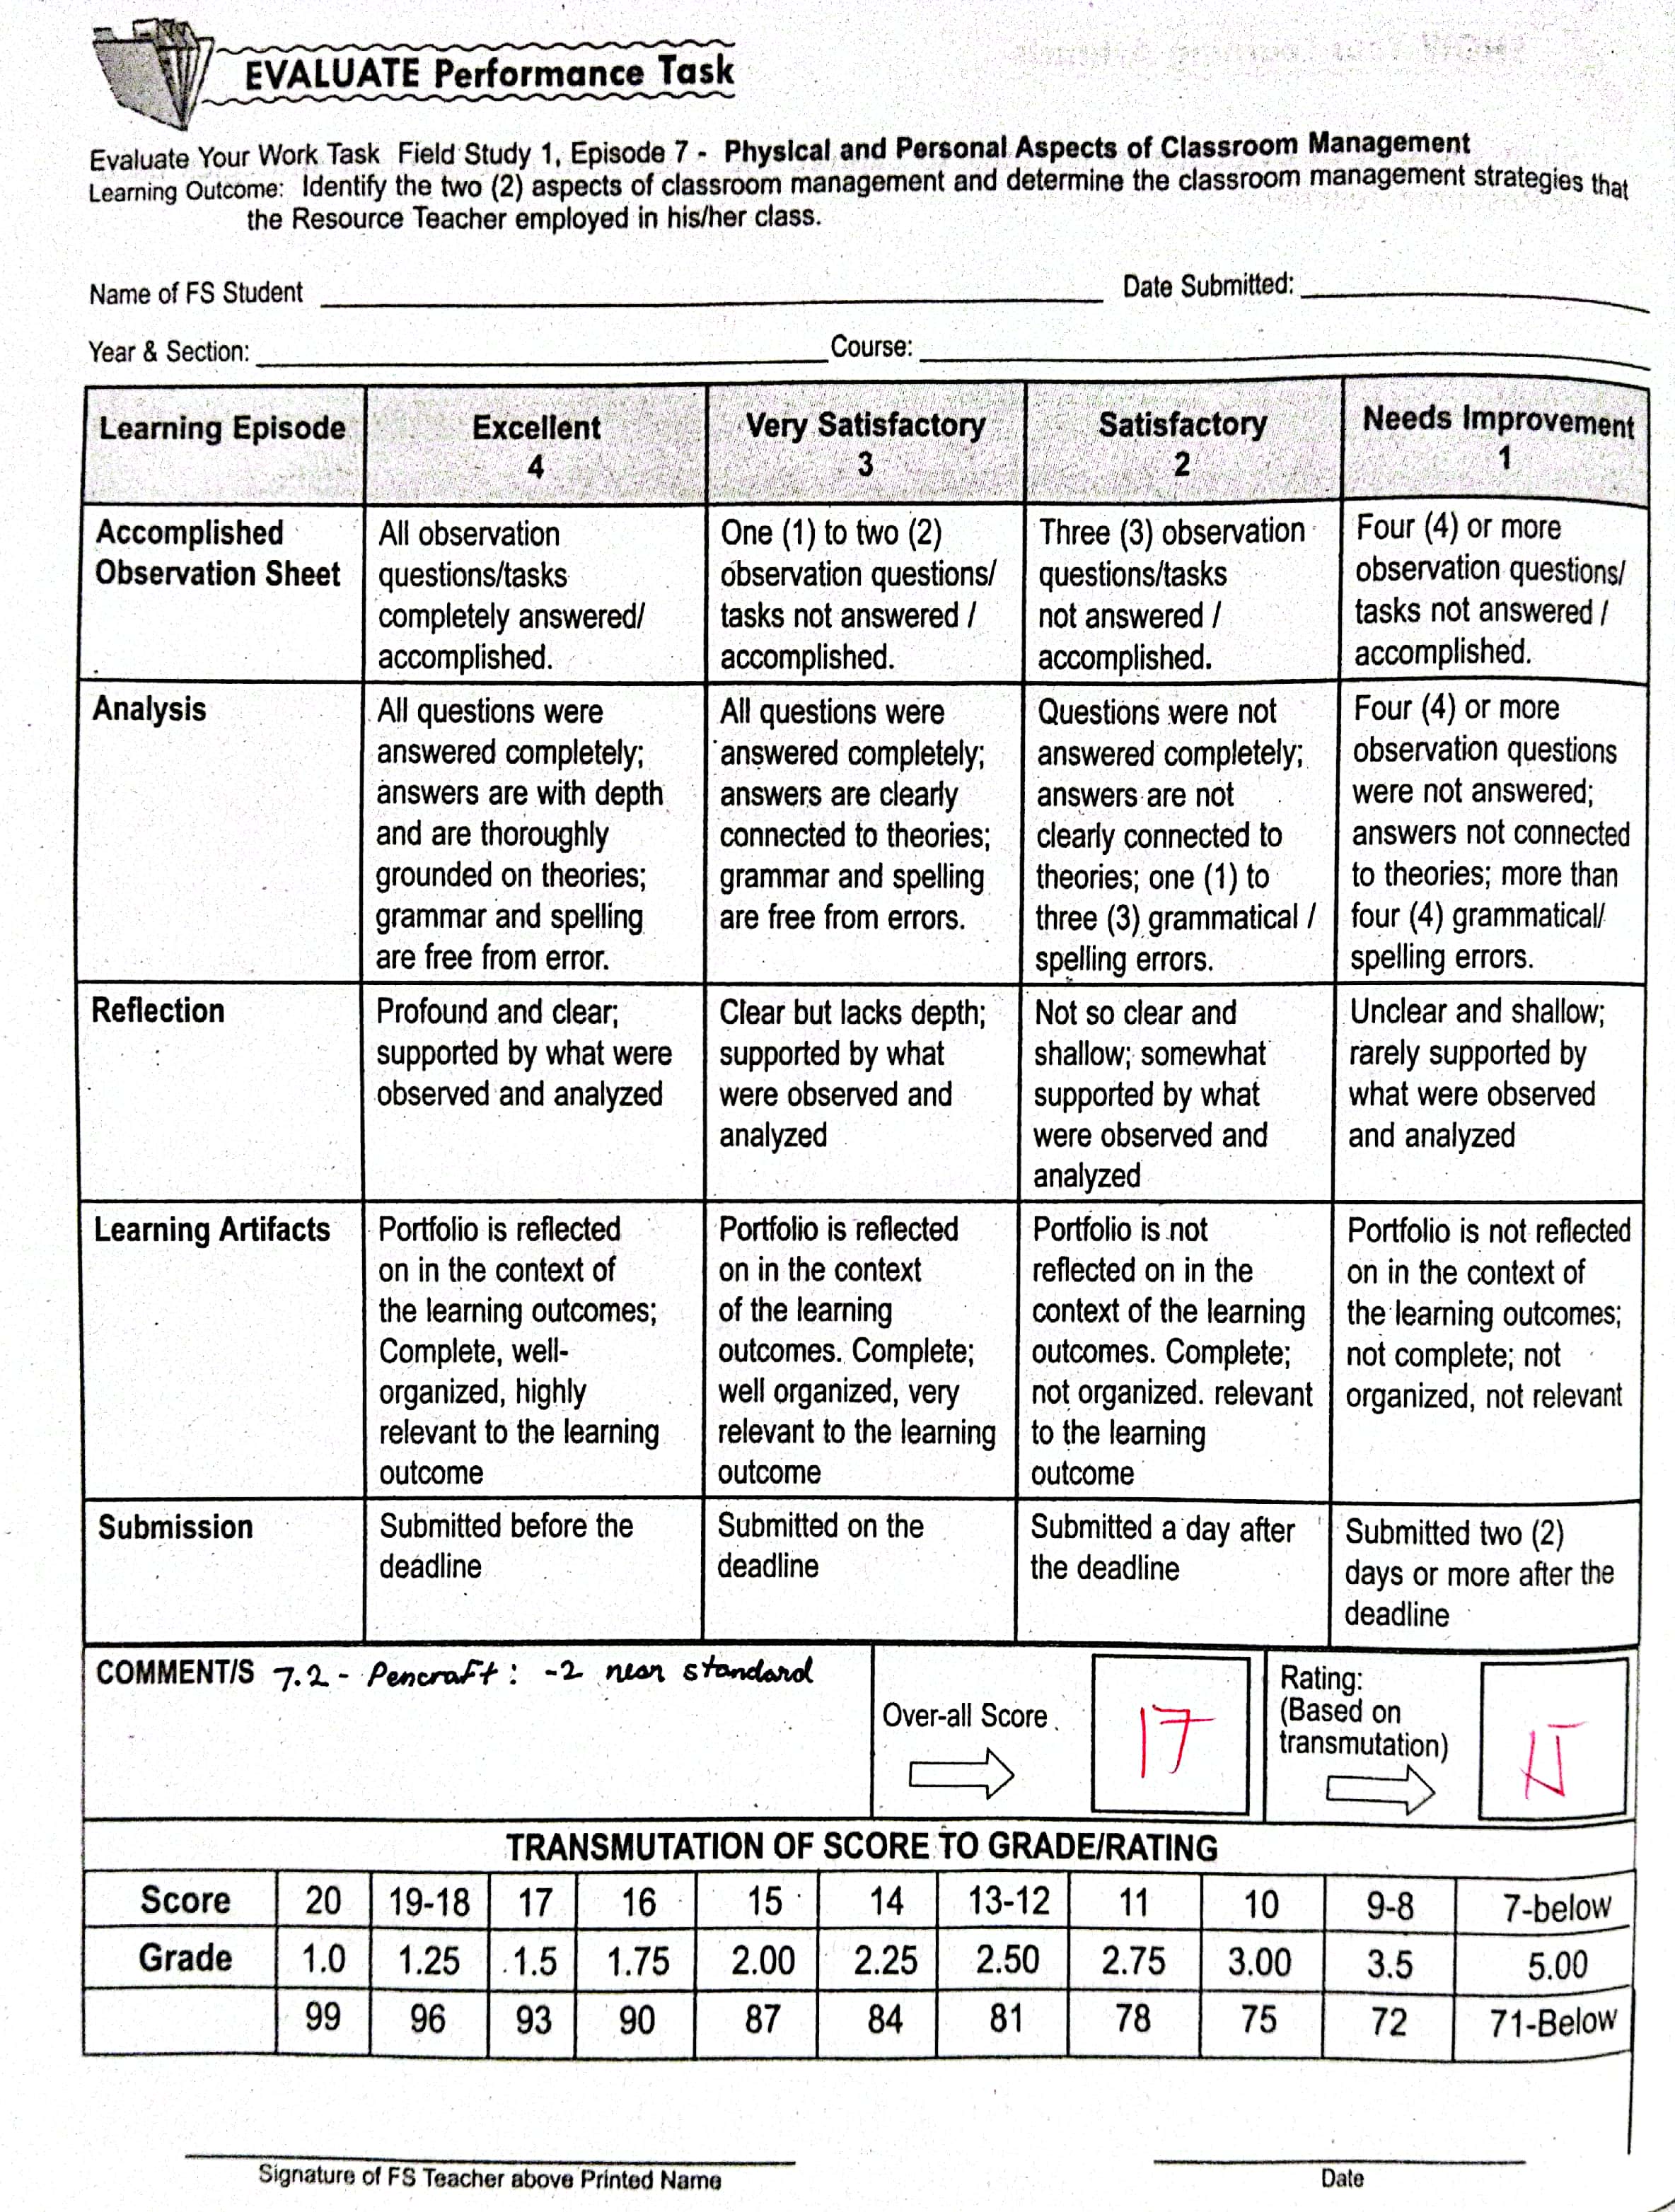 EVALUATE Performance Task
Evaluate Your Work Task Field Study 1, Episode 7 - Physical and Personal Aspects of Classroom Management
Learning Outcome: Identify the two (2) aspects of classroom management and determine the classroom management strategies that
the Resource Teacher employed in his/her class.
Name of FS Student
Date Submitted:
Year & Section:
Course:
Learning Episode
Excellent
4
Very Satisfactory
3
Satisfactory
2
Needs Improvement
1
Accomplished
Observation Sheet
All observation
questions/tasks
completely answered/
accomplished.
One (1) to two (2)
observation questions/
tasks not answered /
accomplished.
Three (3) observation
questions/tasks
not answered /
accomplished.
Four (4) or more
observation questions/
tasks not answered /
accomplished.
Analysis
All questions were
answered completely;
answers are with depth
and are thoroughly
grounded on theories;
grammar and spelling
are free from error.
All questions were
answered completely;
answers are clearly
connected to theories;
grammar and spelling
are free from errors.
Questions were not
answered completely;
answers are not
clearly connected to
theories; one (1) to
three (3) grammatical /
spelling errors.
Four (4) or more
observation questions
were not answered;
answers not connected
to theories; more than
four (4) grammatical/
spelling errors.
Reflection
Profound and clear;
supported by what were
observed and analyzed
Clear but lacks depth;
supported by what
were observed and
analyzed
Not so clear and
shallow; somewhat
supported by what
were observed and
analyzed
Unclear and shallow;
rarely supported by
what were observed
and analyzed
Learning Artifacts
Portfolio is reflected
on in the context of
the learning outcomes;
Complete, well-
organized, highly
relevant to the learning
outcome
Portfolio is reflected
on in the context
of the learning
outcomes. Complete;
well organized, very
relevant to the learning
outcome
Portfolio is not
reflected on in the
context of the learning
outcomes. Complete;
not organized. relevant
to the learning
outcome
Portfolio is not reflected
on in the context of
the learning outcomes;
not complete; not
organized, not relevant
Submission
Submitted before the
deadline
Submitted on the
deadline
Submitted a day after
the deadline
Submitted two (2)
days or more after the
deadline
COMMENT/S 7.2 - Pencraft: -2 near standard
Over-all Score
17
Rating:
(Based on
transmutation)
TRANSMUTATION OF SCORE TO GRADE/RATING
Score 20 19-18 17 16 15 14 13-12 11 10 9-8 7-below
Grade 1.0 1.25 1.5 1.75 2.00 2.25 2.50 2.75 3.00 3.5 5.00
99 96 93 90 87 84 81 78 75 72 71-Below
Signature of FS Teacher above Printed Name
Date